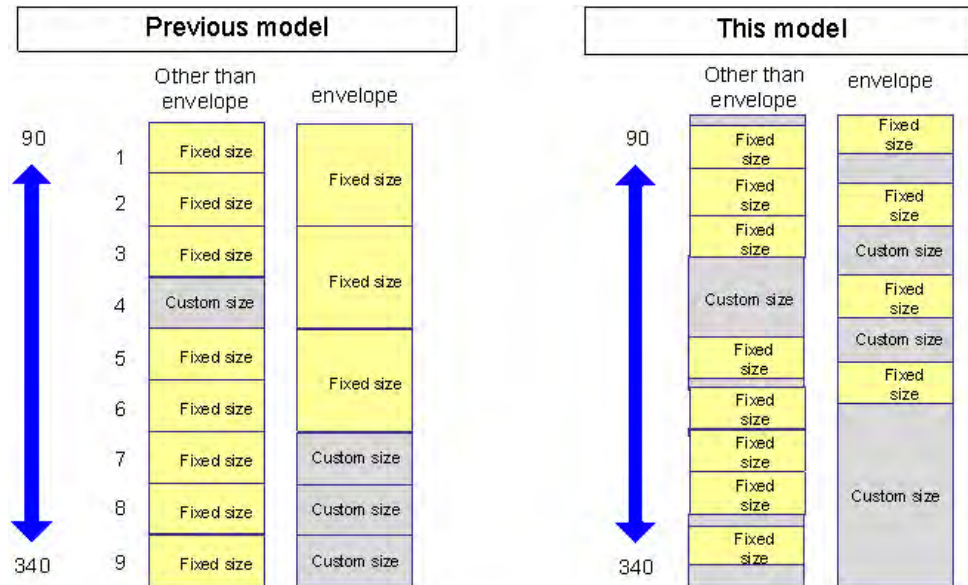 Previous model
Other than
envelope
envelope
90
340
1
2
3
4
5
6
7
8
9
Fixed size
Fixed size
Fixed size
Custom size
Fixed size
Fixed size
Fixed size
Fixed size
Fixed size
Fixed size
Fixed size
Fixed size
Custom size
Custom size
Custom size
This model
Other than
envelope
envelope
90
340
Fixed
size
Fixed
size
Fixed
size
Custom size
Fixed
size
Fixed
size
Fixed
size
Fixed
size
Fixed
size
Fixed
size
Fixed
size
Custom size
Fixed
size
Custom size
Fixed
size
Custom size